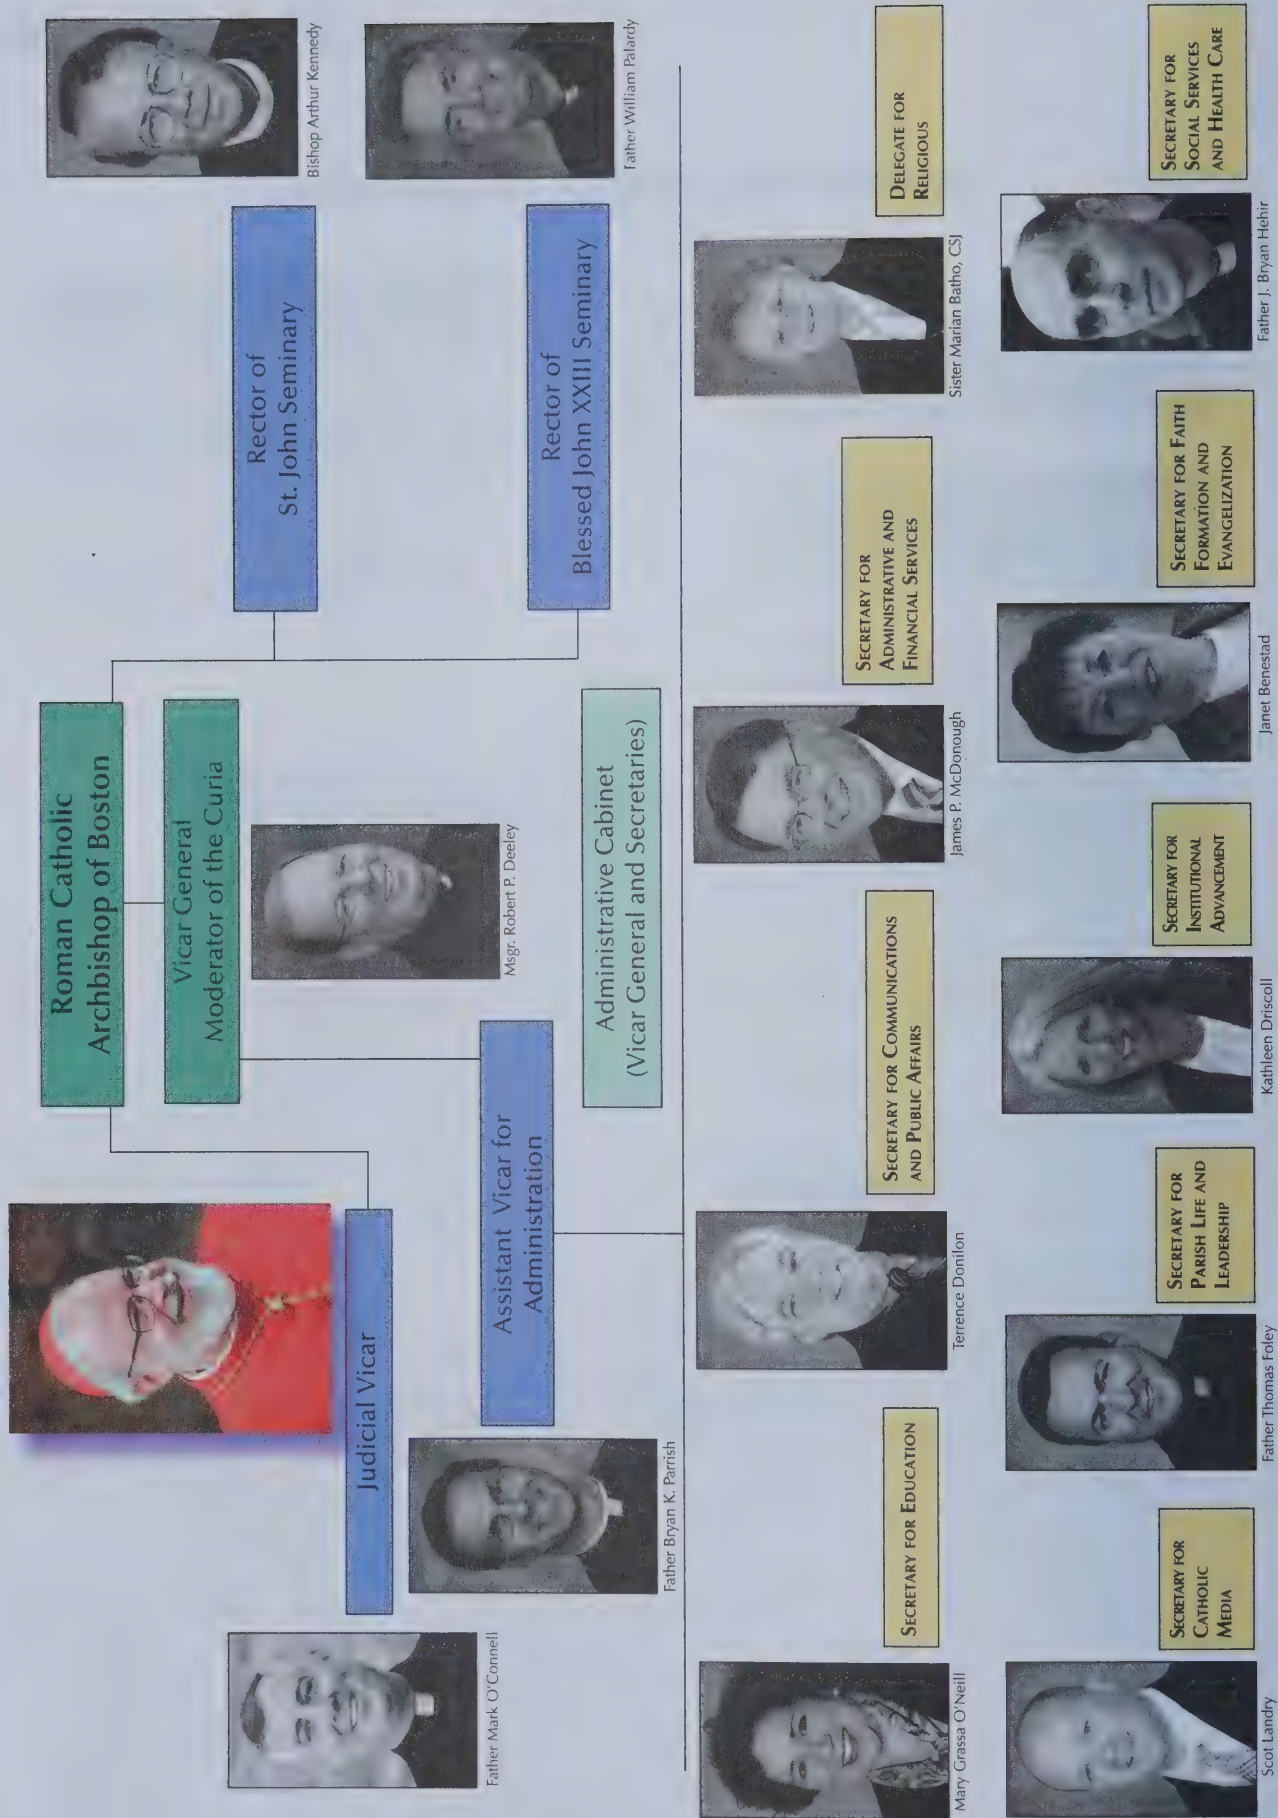 Roman Catholic
Archbishop of Boston
Vicar General
Moderator of the Curia
Msgr. Robert P. Deeley
Father Mark O'Connell
Judicial Vicar
Father Bryan K. Parrish
Assistant Vicar for
Administration
Administrative Cabinet
(Vicar General and Secretaries)
Rector of
St. John Seminary
Bishop Arthur Kennedy
Rector of
Blessed John XXIII Seminary
Father William Palardy
Mary Grassa O'Neill
SECRETARY FOR EDUCATION
Terrence Donilon
SECRETARY FOR COMMUNICATIONS
AND PUBLIC AFFAIRS
James P. McDonough
SECRETARY FOR
ADMINISTRATIVE AND
FINANCIAL SERVICES
Sister Marian Batho, CSJ
DELEGATE FOR
RELIGIOUS
Scot Landry
SECRETARY FOR
CATHOLIC
MEDIA
Father Thomas Foley
SECRETARY FOR
PARISH LIFE AND
LEADERSHIP
Kathleen Driscoll
SECRETARY FOR
INSTITUTIONAL
ADVANCEMENT
Janet Benestad
SECRETARY FOR FAITH
FORMATION AND
EVANGELIZATION
Father J. Bryan Hehir
SECRETARY FOR
SOCIAL SERVICES
AND HEALTH CARE